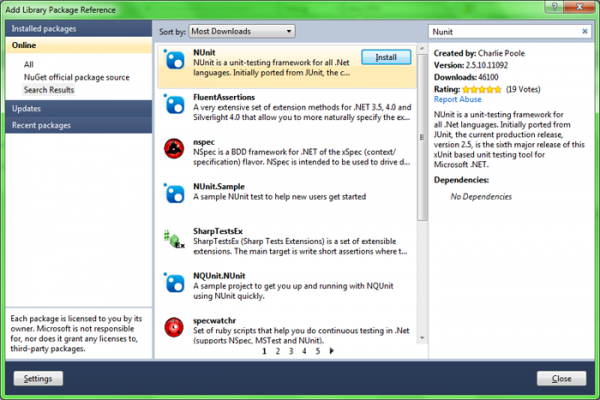 Add Library Package Reference
Installed packages
Online
All
NuGet official package source
Search Results
Updates
Recent packages
Each package is licensed to you by its
owner. Microsoft is not responsible
for, nor does it grant any licenses to,
third-party packages.
Sort by: Most Downloads
NUnit
NUnit is a unit-testing framework for all .Net
languages. Initially ported from JUnit, the c...
Install
FluentAssertions
A very extensive set of extension methods for .NET 3.5, 4.0 and
Silverlight 4.0 that allow you to more naturally specify the ex...
nspec
NSpec is a BDD framework for .NET of the xSpec (context/
specification) flavor. NSpec is intended to be used to drive d...
NUnit.Sample
A sample NUnit test to help new users get started
SharpTestsEx
SharpTestsEx (Sharp Tests Extensions) is a set of extensible
extensions. The main target is write short assertions where t...
NQUnit.NUnit
A sample project to get you up and running with NQUnit
using NUnit quickly.
specwatchr
Set of ruby scripts that help you do continuous testing in .Net
(supports NSpec, MSTest and NUnit).
1 2 3 4 5
Nunit
Created by: Charlie Poole
Version: 2.5.10.11092
Downloads: 46100
Rating: (19 Votes)
Report Abuse
NUnit is a unit-testing framework for
all .Net languages. Initially ported from
JUnit, the current production release,
version 2.5, is the sixth major release of this
xUnit based unit testing tool for
Microsoft .NET.
Dependencies:
No Dependencies
Settings
Close